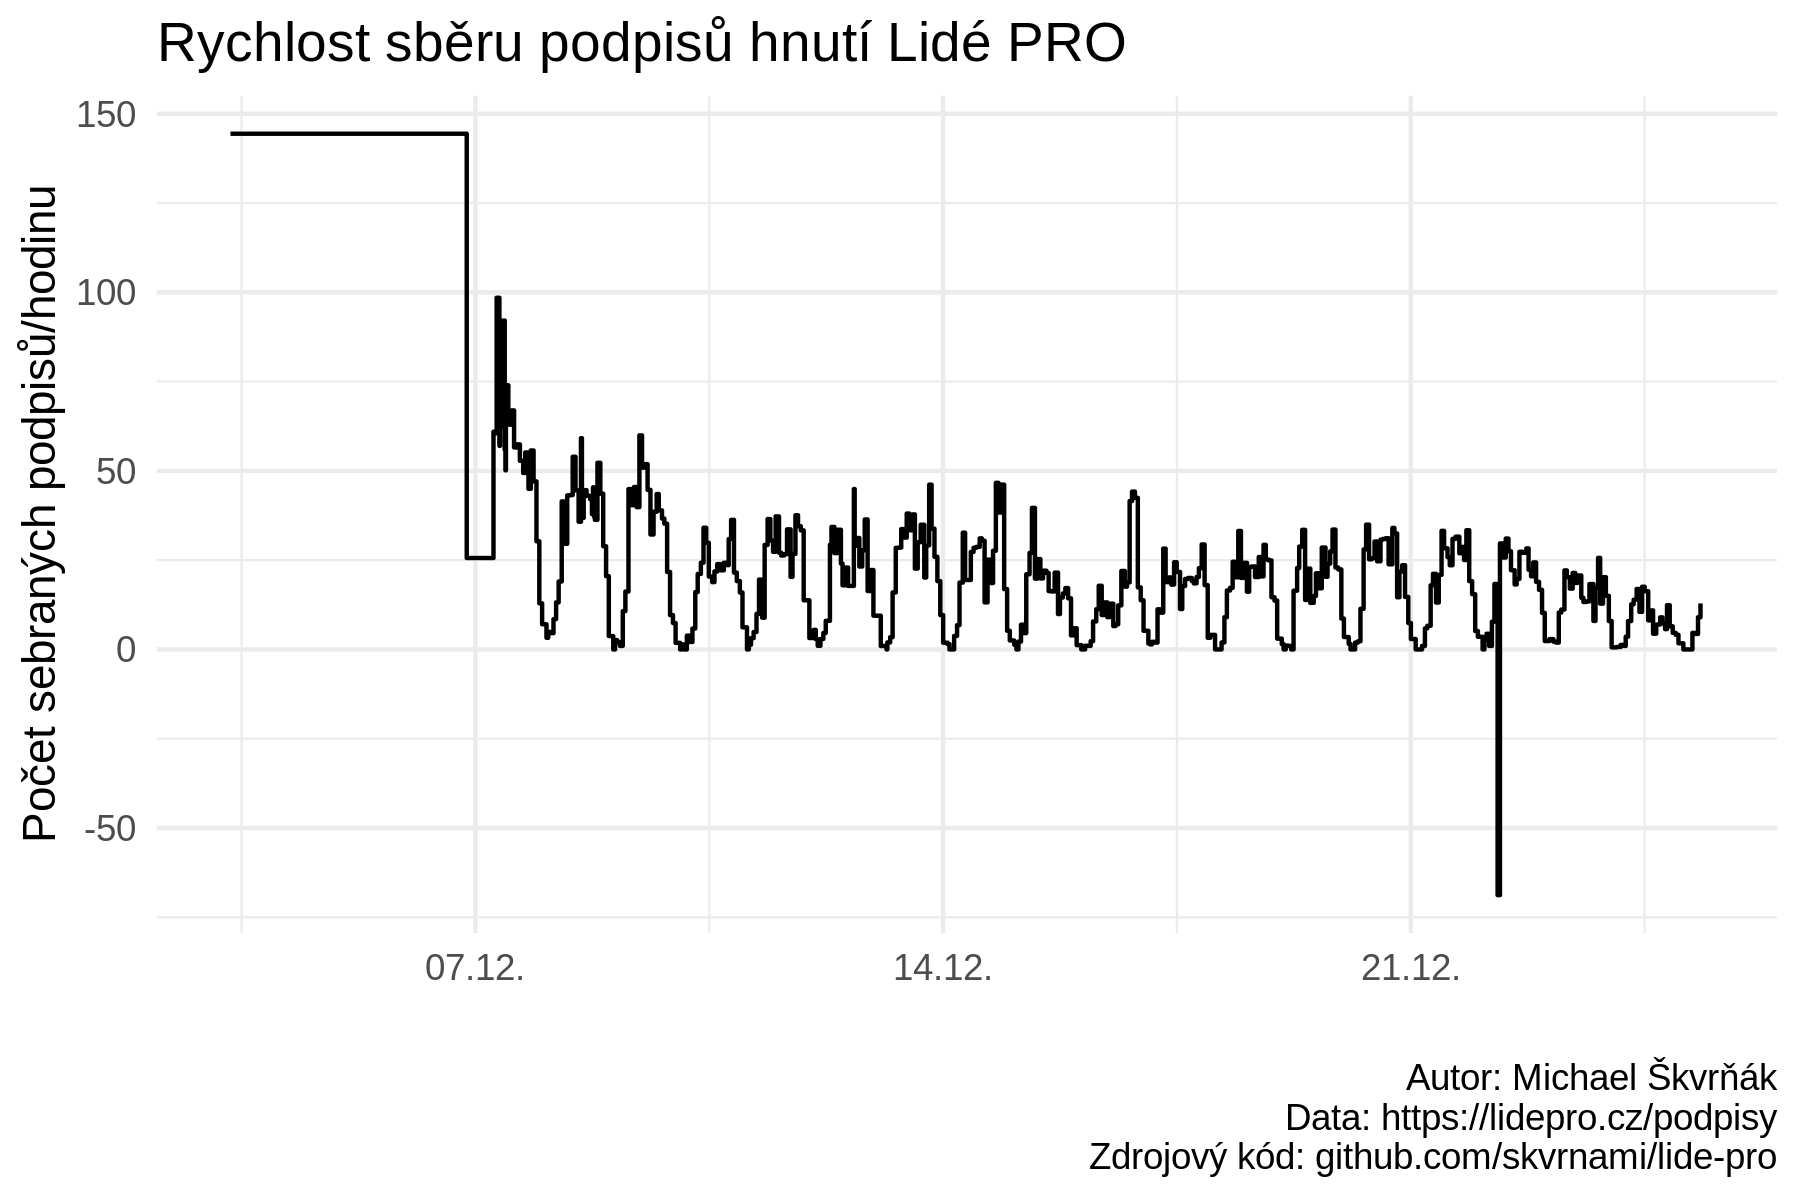 Rychlost sběru podpisů hnutí Lidé PRO
Počet sebraných podpisů/hodinu
150
100
50
0
-50
07.12.
14.12.
21.12.
Autor: Michael Škvrňák
Data: https://lidepro.cz/podpisy
Zdrojový kód: github.com/skvrnami/lide-pro